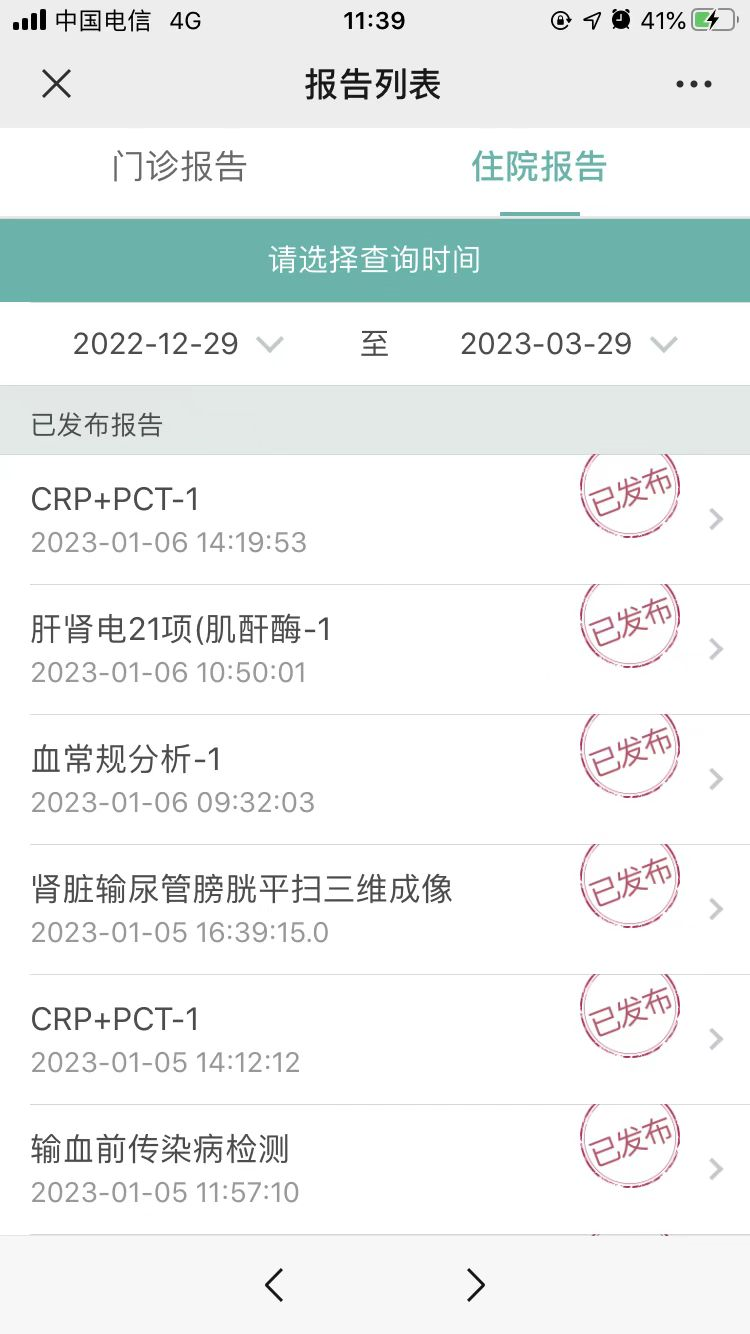 中国电信 4G 11:39 41%
报告列表
门诊报告 住院报告
请选择查询时间
2022-12-29 至 2023-03-29
已发布报告
CRP+PCT-1
已发布
2023-01-06 14:19:53
肝肾电21项(肌酐酶-1
已发布
2023-01-06 10:50:01
血常规分析-1
已发布
2023-01-06 09:32:03
肾脏输尿管膀胱平扫三维成像
已发布
2023-01-05 16:39:15.0
CRP+PCT-1
已发布
2023-01-05 14:12:12
输血前传染病检测
已发布
2023-01-05 11:57:10